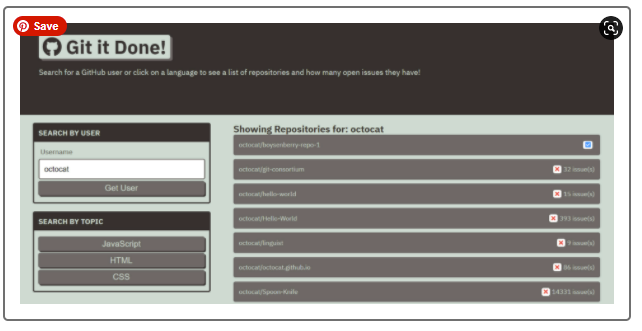 Save
Git it Done!
Search for a GitHub user or click on a language to see a list of repositories and how many open issues they have!
SEARCH BY USER
Username
octocat
Get User
SEARCH BY TOPIC
JavaScript
HTML
CSS
Showing Repositories for: octocat
octocat/boysenberry-repo-1
octocat/git-consortium 32 issue(s)
octocat/hello-world 15 issue(s)
octocat/Hello-World 393 issue(s)
octocat/linguist 9 issue(s)
octocat/octocat.github.io 86 issue(s)
octocat/Spoon-Knife 14331 issue(s)